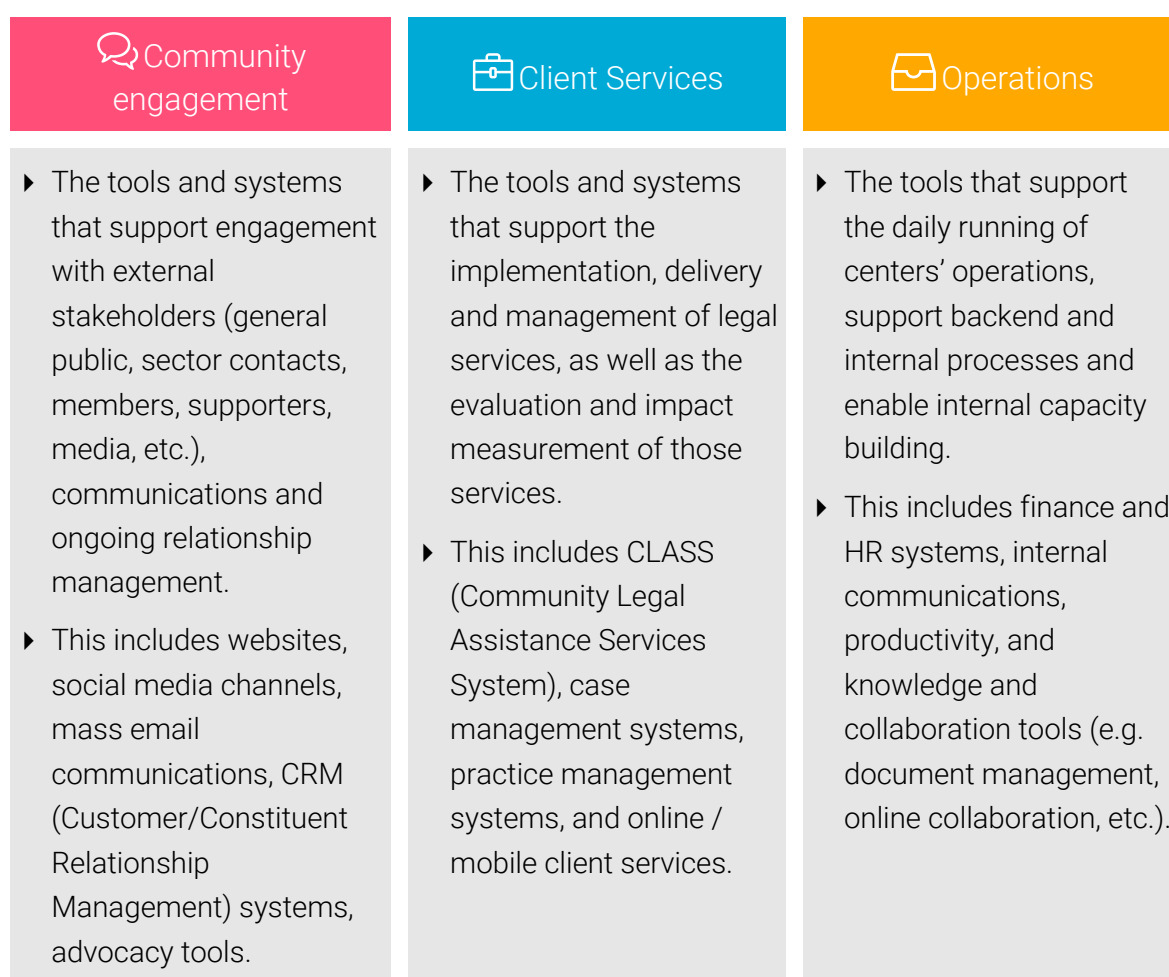 Community
engagement
The tools and systems
that support engagement
with external
stakeholders (general
public, sector contacts,
members, supporters,
media, etc.),
communications and
ongoing relationship
management.
This includes websites,
social media channels,
mass email
communications, CRM
(Customer/Constituent
Relationship
Management) systems,
advocacy tools.
Client Services
The tools and systems
that support the
implementation, delivery
and management of legal
services, as well as the
evaluation and impact
measurement of those
services.
This includes CLASS
(Community Legal
Assistance Services
System), case
management systems,
practice management
systems, and online /
mobile client services.
Operations
The tools that support
the daily running of
centers’ operations,
support backend and
internal processes and
enable internal capacity
building.
This includes finance and
HR systems, internal
communications,
productivity, and
knowledge and
collaboration tools (e.g.
document management,
online collaboration, etc.).